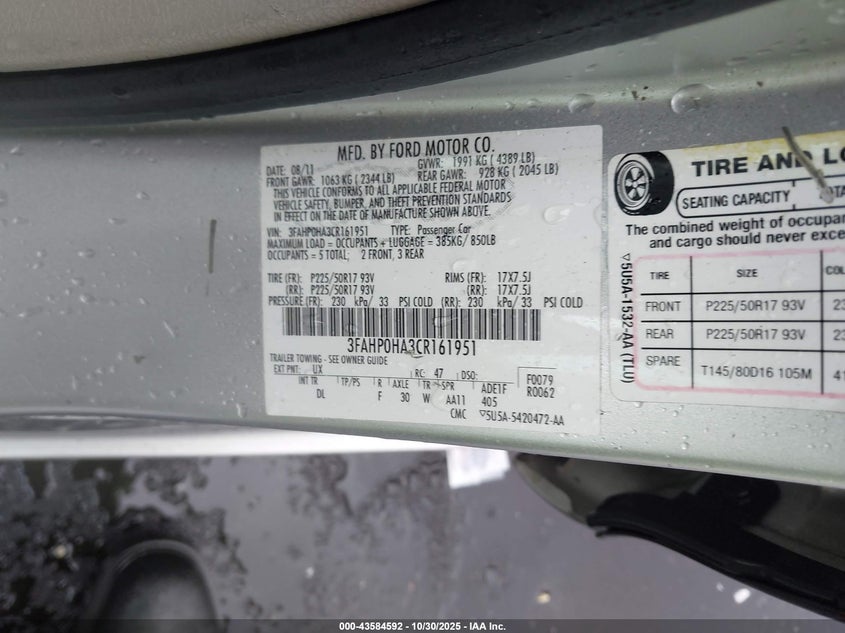 MFD. BY FORD MOTOR CO.
DATE: 08/11 GVWR: 1991 KG ( 4389 LB)
FRONT GAWR: 1063 KG ( 2344 LB) REAR GAWR: 928 KG ( 2045 LB)
THIS VEHICLE CONFORMS TO ALL APPLICABLE FEDERAL MOTOR
VEHICLE SAFETY, BUMPER, AND THEFT PREVENTION STANDARDS
IN EFFECT ON THE DATE OF MANUFACTURE SHOWN ABOVE.
VIN: 3FAHP0HA3CR161951 TYPE: Passenger Car
MAXIMUM LOAD = OCCUPANTS + LUGGAGE = 385KG/ 850LB
OCCUPANTS = 5 TOTAL; 2 FRONT, 3 REAR
TIRE (FR): P225/50R17 93V RIMS (FR): 17X7.5J
(RR): P225/50R17 93V (RR): 17X7.5J
PRESSURE (FR): 230 kPa/ 33 PSI COLD (RR): 230 kPa/ 33 PSI COLD
3FAHP0HA3CR161951
TRAILER TOWING - SEE OWNER GUIDE
EXT PNT: UX RC: 47 DSO: F0079
INT TR TP/PS R AXLE TR SPR ADE1F R0062
DL F 30 W AA11 405
CMC ▽5U5A-5420472-AA
TIRE AND LO
SEATING CAPACITY
The combined weight of occupan
and cargo should never exce
▽5U5A-1532-AA (TLU)
TIRE SIZE COL
FRONT P225/50R17 93V 23
REAR P225/50R17 93V 23
SPARE T145/80D16 105M 41
000-43584592 • 10/30/2025 • IAA Inc.